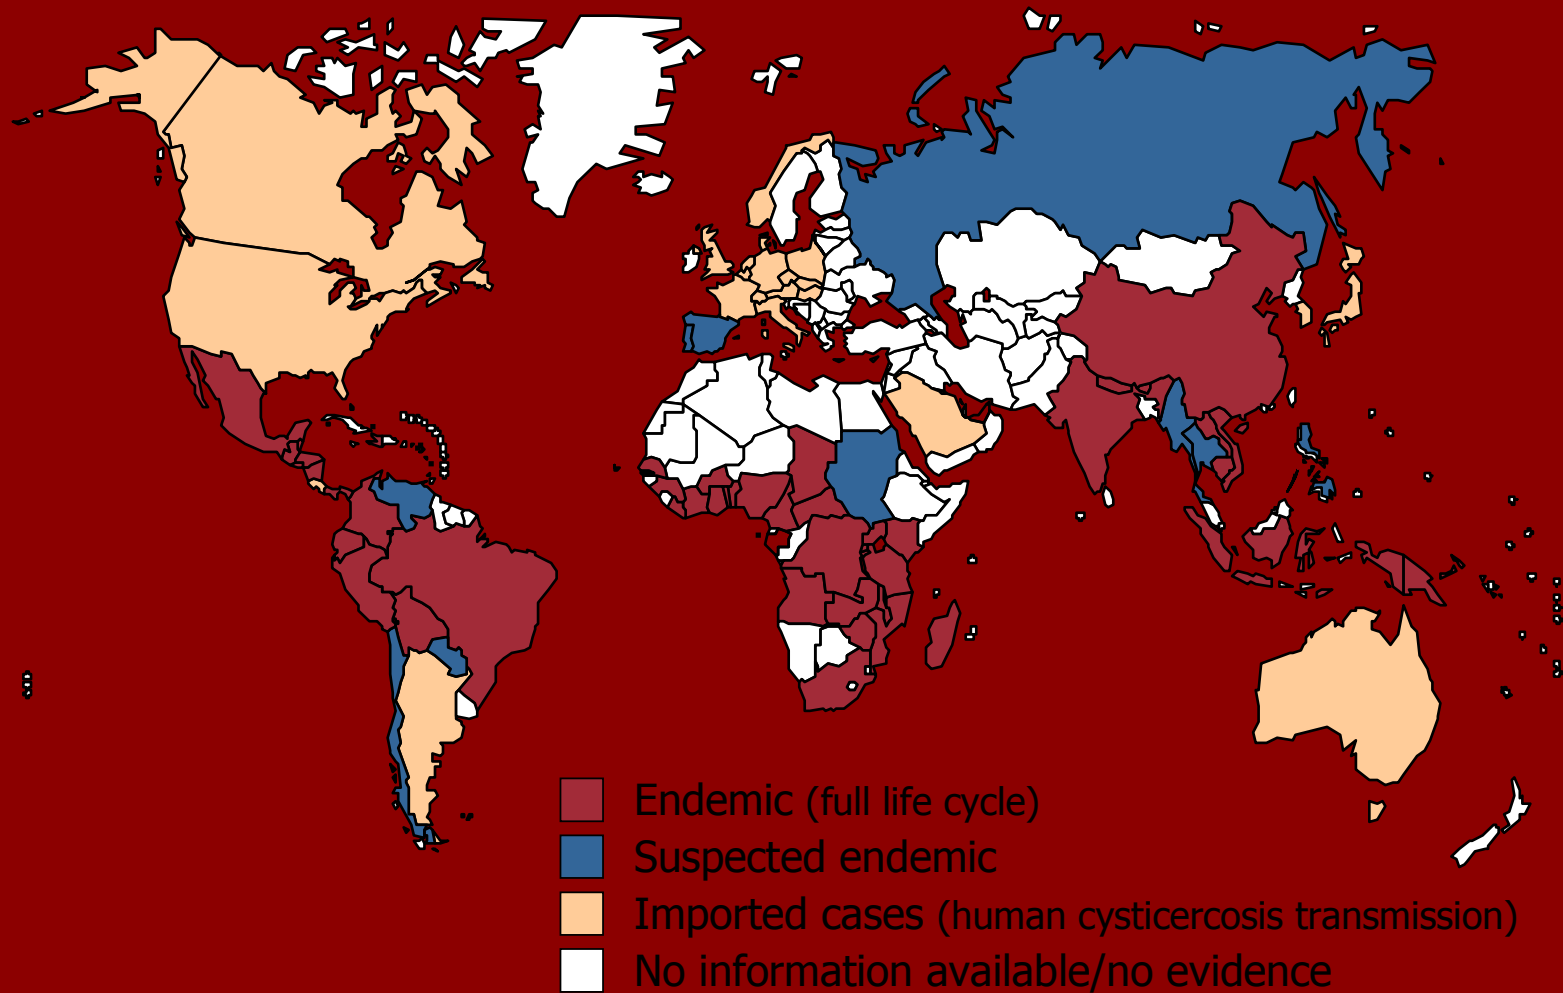 Endemic (full life cycle)
Suspected endemic
Imported cases (human cysticercosis transmission)
No information available/no evidence